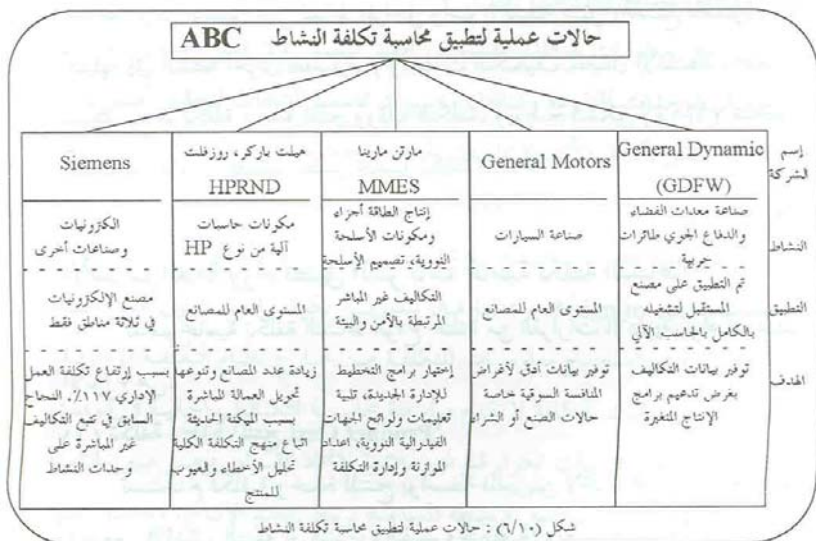 حالات عملية لتطبيق محاسبة تكلفة النشاط ABC
إسم
الشركة
General Dynamic
(GDFW)
General Motors
مارتن مارينا
MMES
هيلت باركر، روزفلت
HPRND
Siemens
النشاط
صناعة معدات الفضاء
والدفاع الجوي طائرات
حربية
صناعة السيارات
إنتاج الطاقة أجزاء
ومكونات الأسلحة
النووية، تصميم الأسلحة
مكونات حاسبات
آلية من نوع HP
الكترونيات
وصناعات أخرى
التطبيق
تم التطبيق على مصنع
المستقبل لتشغيله
بالكامل بالحاسب الآلي
المستوى العام للمصانع
التكاليف غير المباشر
المرتبطة بالأمن والبيئة
المستوى العام للمصانع
مصنع الإلكترونيات
في ثلاثة مناطق فقط
الهدف
توفير بيانات التكاليف
بغرض تدعيم برامج
الإنتاج المتغيرة
توفير بيانات أدق لأغراض
المنافسة السوقية خاصة
حالات الصنع أو الشراء
إختيار برامج التخطيط
للإدارة الجديدة، تلبية
تعليمات ولوائح الجهات
الفيدرالية النووية، اعداد
الموازنة وإدارة التكلفة
زيادة عدد المصانع وتنوعها
تحويل العمالة المباشرة
بسبب الميكنة الحديثة
اتباع منهج التكلفة الكلية
تحليل الأخطاء والعيوب
للمنتج
بسبب إرتفاع تكلفة العمل
الإداري ١١٧٪. النجاح
السابق في تتبع التكاليف
غير المباشرة على
وحدات النشاط
شكل (٦/١٠) : حالات عملية لتطبيق محاسبة تكلفة النشاط